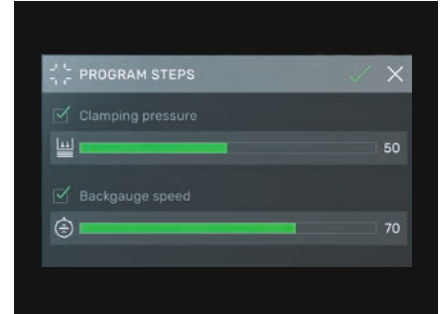 PROGRAM STEPS
Clamping pressure
50
Backgauge speed
70